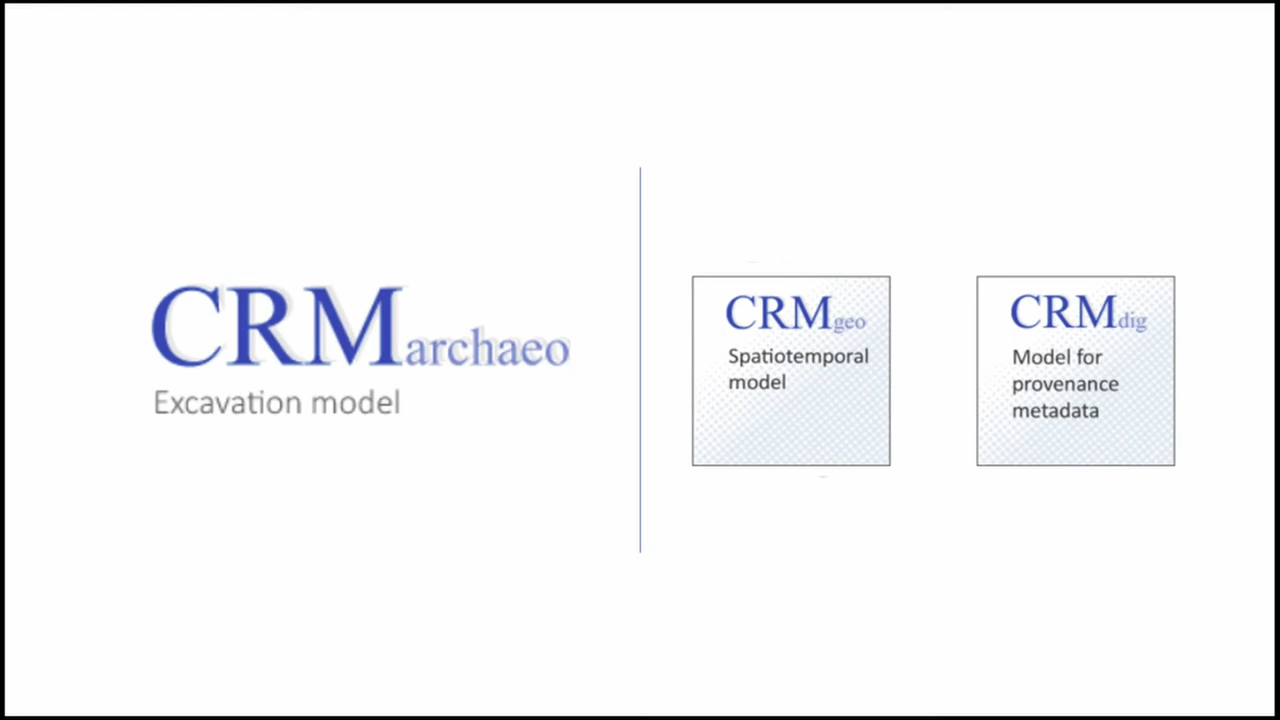 CRMarchaeo
Excavation model
CRMgeo
Spatiotemporal
model
CRMdig
Model for
provenance
metadata